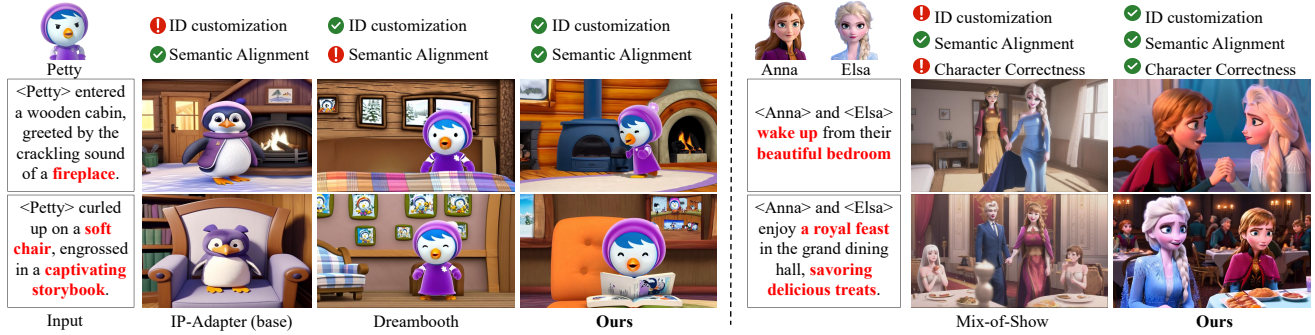 Petty
ID customization
Semantic Alignment
ID customization
Semantic Alignment
ID customization
Semantic Alignment
<Petty> entered
a wooden cabin,
greeted by the
crackling sound
of a fireplace.
<Petty> curled
up on a soft
chair, engrossed
in a captivating
storybook.
Input
IP-Adapter (base)
Dreambooth
Ours
Anna
Elsa
ID customization
Semantic Alignment
Character Correctness
ID customization
Semantic Alignment
Character Correctness
<Anna> and <Elsa>
wake up from their
beautiful bedroom
<Anna> and <Elsa>
enjoy a royal feast
in the grand dining
hall, savoring
delicious treats.
Mix-of-Show
Ours